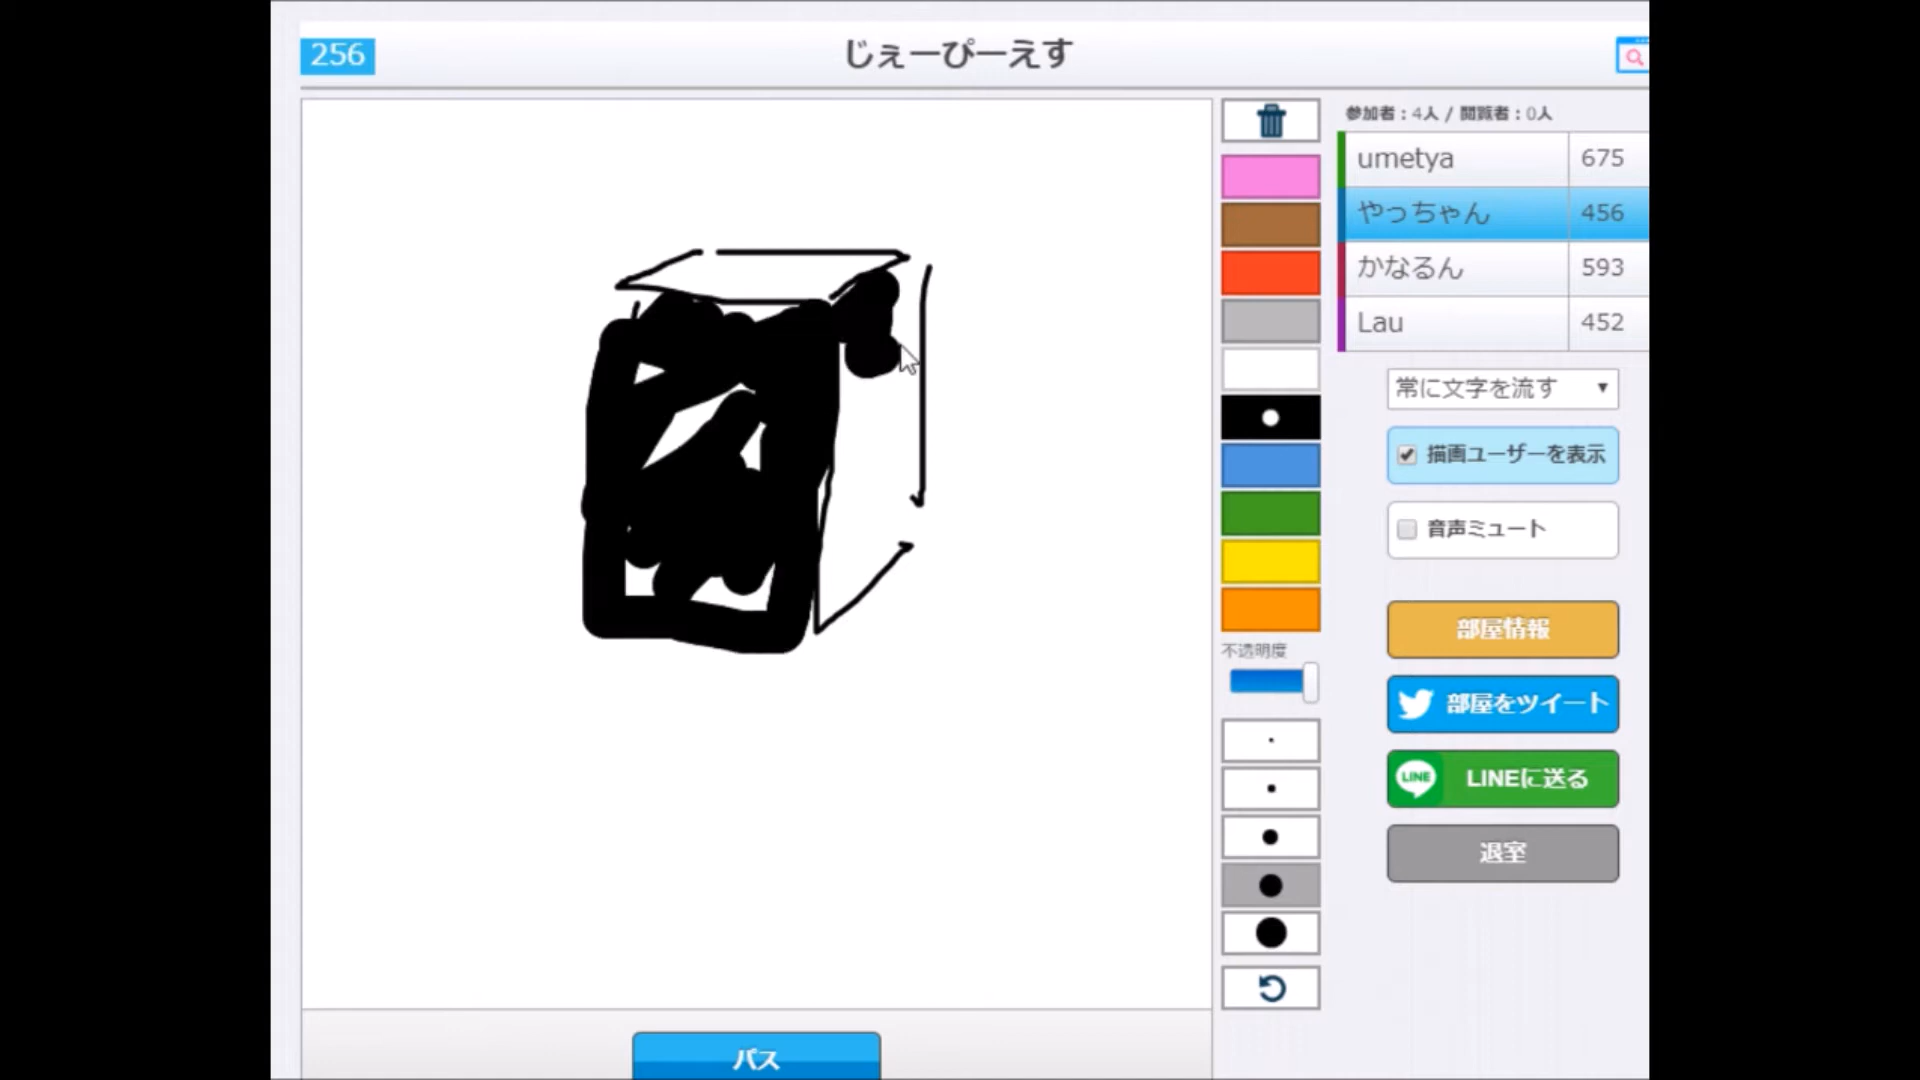 256
じぇーぴーえす
参加者：4人 / 閲覧者：0人
umetya 675
やっちゃん 456
かなるん 593
Lau 452
常に文字を流す ▼
描画ユーザーを表示
音声ミュート
不透明度
部屋情報
部屋をツイート
LINE LINEに送る
退室
パス